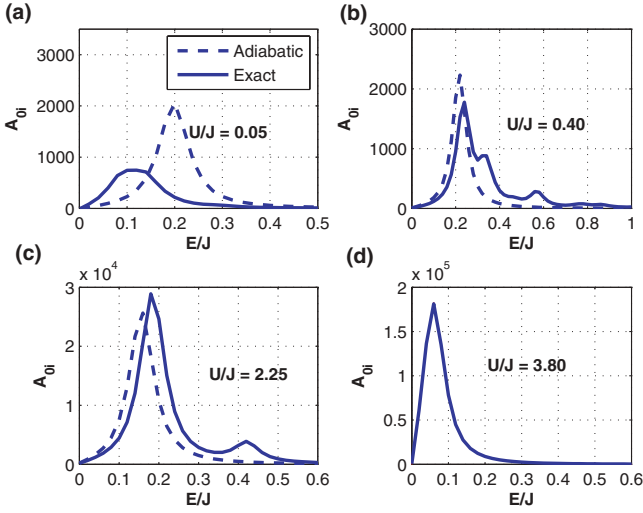 (a)
3500
3000
2000
1000
0
A0i
0 0.1 0.2 0.3 0.4 0.5
E/J
Adiabatic
Exact
U/J = 0.05
(b)
3000
2000
1000
0
A0i
0 0.2 0.4 0.6 0.8 1
E/J
U/J = 0.40
(c)
x 10^4
3
2
1
0
A0i
0 0.1 0.2 0.3 0.4 0.5 0.6
E/J
U/J = 2.25
(d)
x 10^5
2
1.5
1
0.5
0
A0i
0 0.1 0.2 0.3 0.4 0.5 0.6
E/J
U/J = 3.80